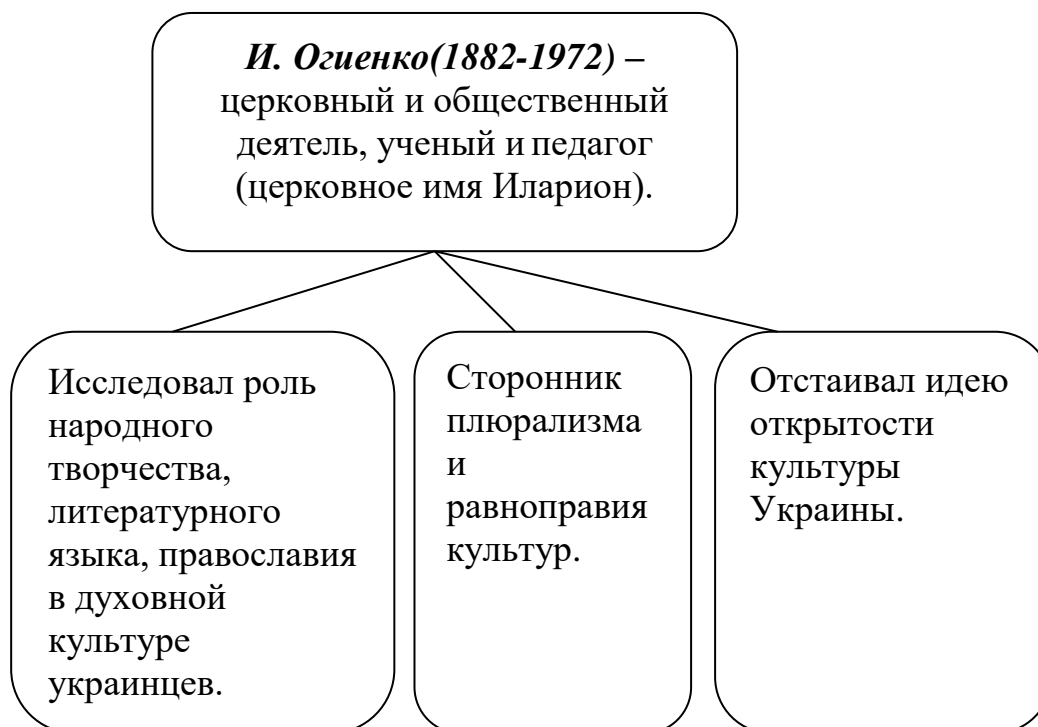 И. Огиенко(1882-1972) –
церковный и общественный
деятель, ученый и педагог
(церковное имя Иларион).
Исследовал роль
народного
творчества,
литературного
языка, православия
в духовной
культуре
украинцев.
Сторонник
плюрализма
и
равноправия
культур.
Отстаивал идею
открытости
культуры
Украины.